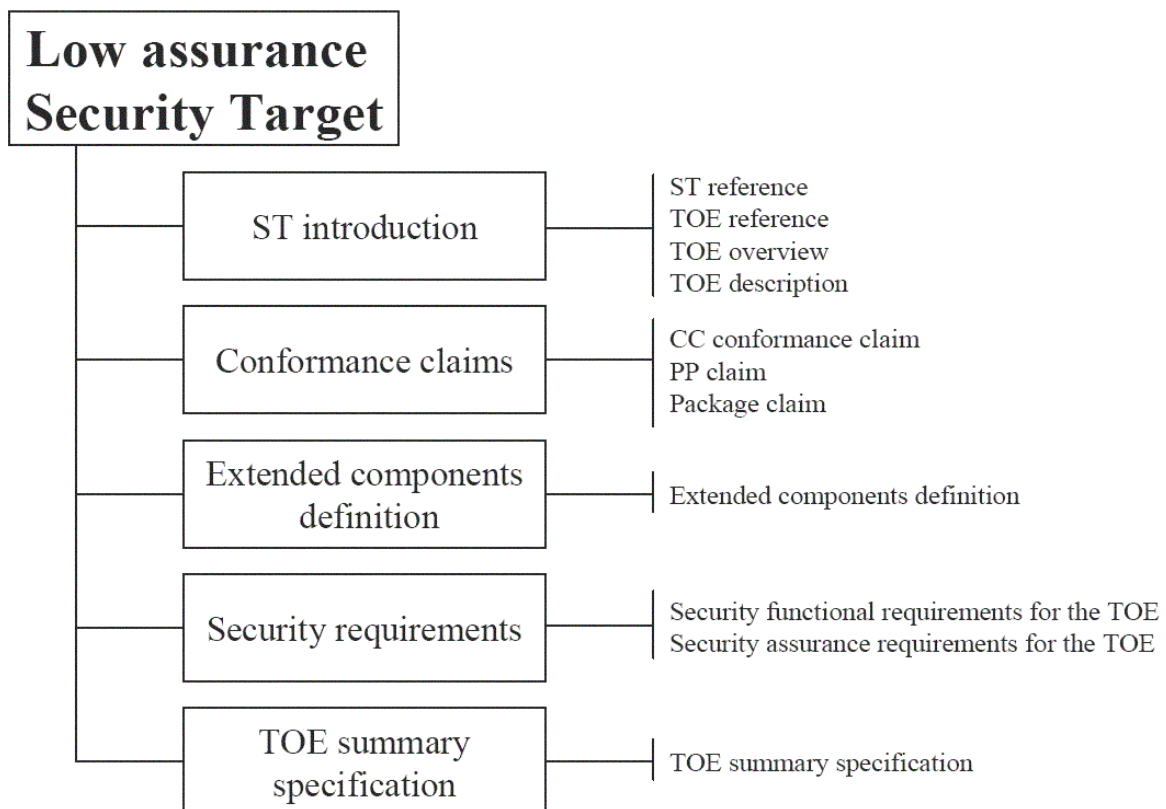 Low assurance
Security Target
ST introduction
ST reference
TOE reference
TOE overview
TOE description
Conformance claims
CC conformance claim
PP claim
Package claim
Extended components
definition
Extended components definition
Security requirements
Security functional requirements for the TOE
Security assurance requirements for the TOE
TOE summary
specification
TOE summary specification